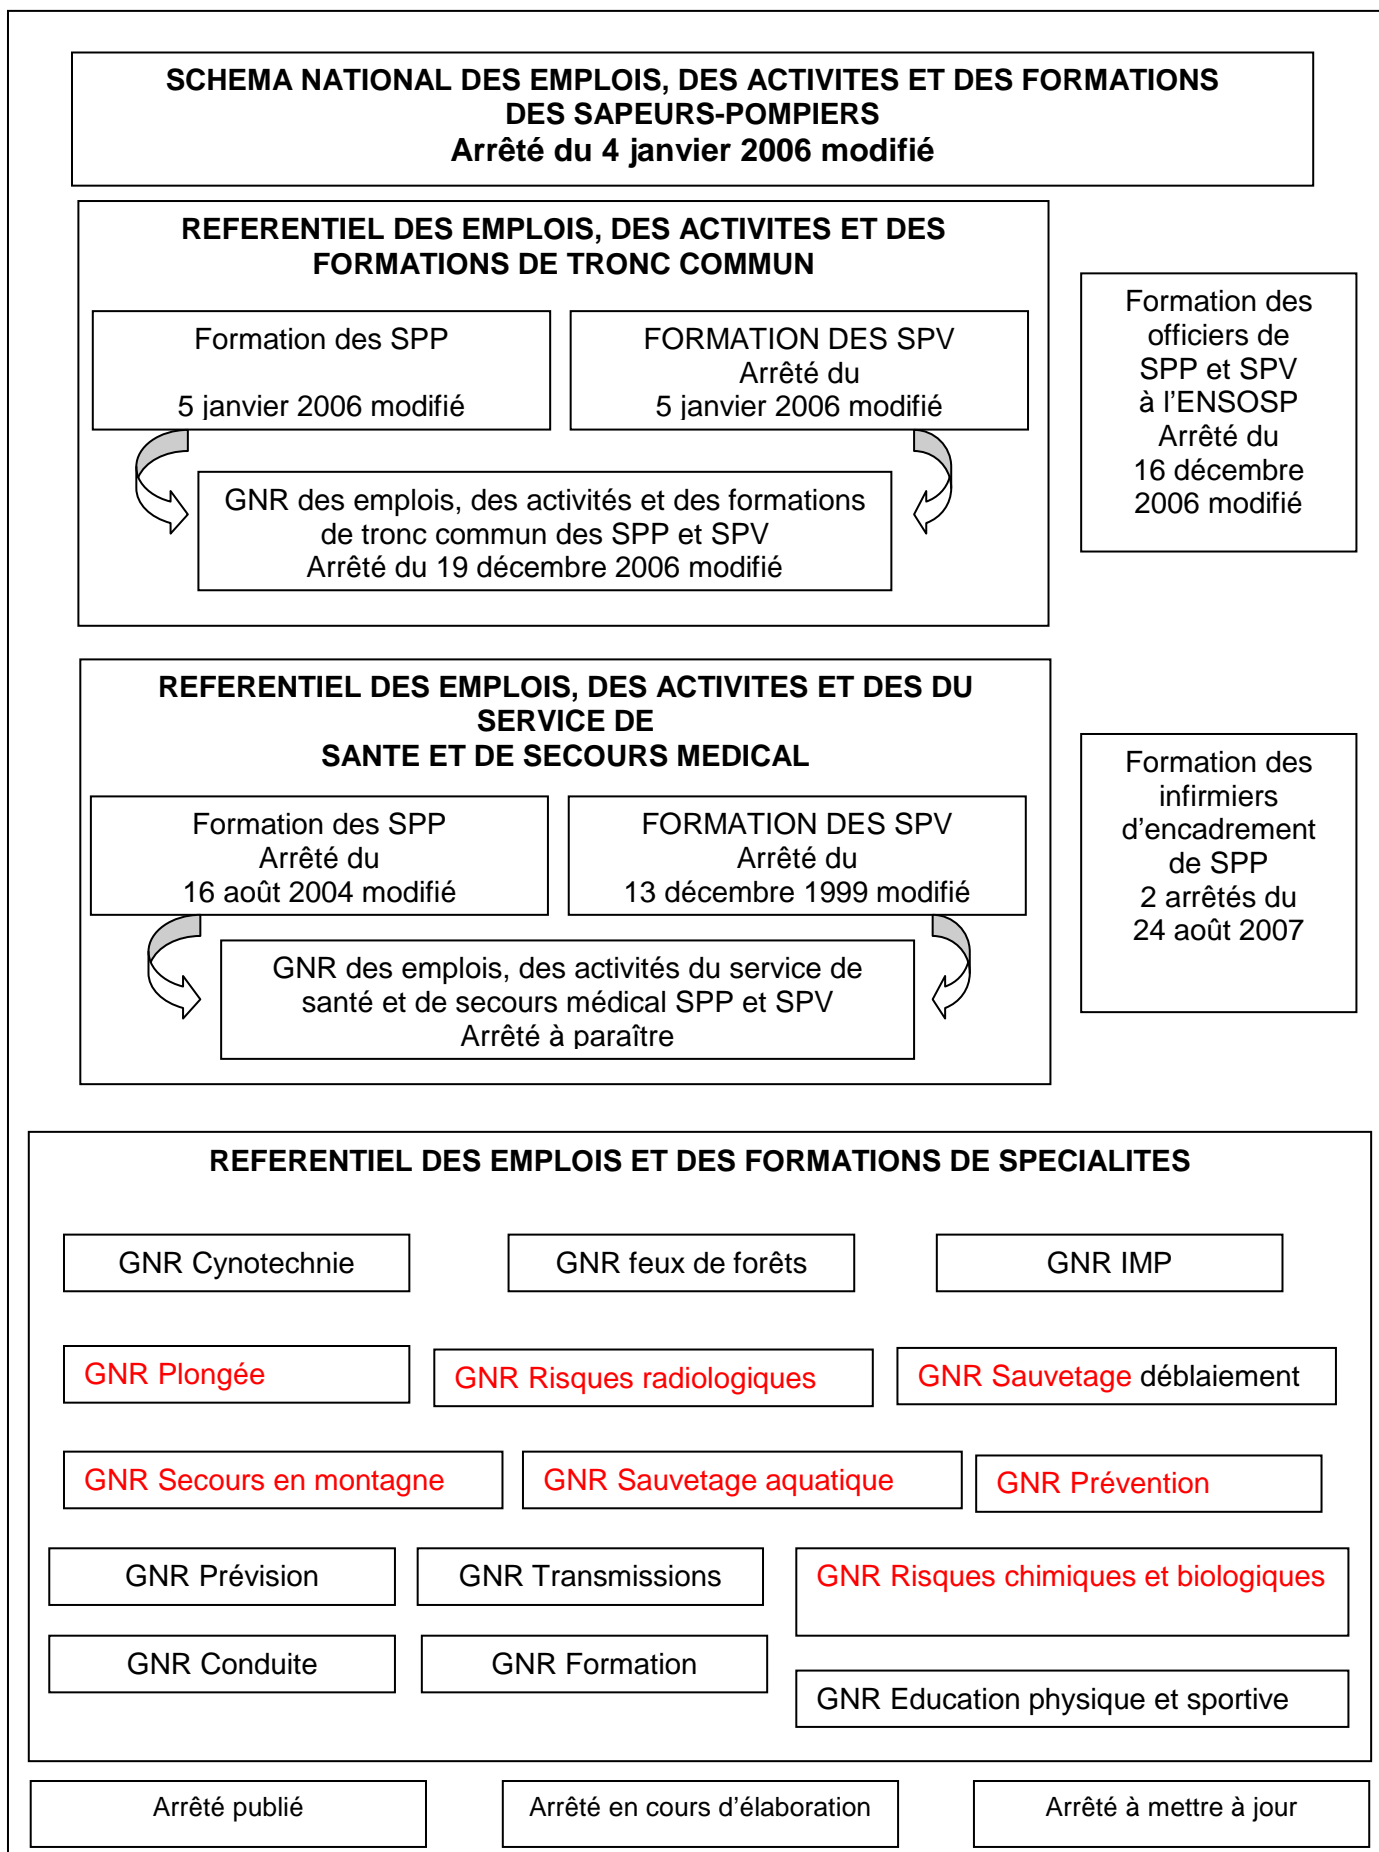 SCHEMA NATIONAL DES EMPLOIS, DES ACTIVITES ET DES FORMATIONS
DES SAPEURS-POMPIERS
Arrêté du 4 janvier 2006 modifié
REFERENTIEL DES EMPLOIS, DES ACTIVITES ET DES
FORMATIONS DE TRONC COMMUN
Formation des SPP
5 janvier 2006 modifié
FORMATION DES SPV
Arrêté du
5 janvier 2006 modifié
GNR des emplois, des activités et des formations
de tronc commun des SPP et SPV
Arrêté du 19 décembre 2006 modifié
Formation des
officiers de
SPP et SPV
à l'ENSOSP
Arrêté du
16 décembre
2006 modifié
REFERENTIEL DES EMPLOIS, DES ACTIVITES ET DES DU
SERVICE DE
SANTE ET DE SECOURS MEDICAL
Formation des SPP
Arrêté du
16 août 2004 modifié
FORMATION DES SPV
Arrêté du
13 décembre 1999 modifié
GNR des emplois, des activités du service de
santé et de secours médical SPP et SPV
Arrêté à paraître
Formation des
infirmiers
d'encadrement
de SPP
2 arrêtés du
24 août 2007
REFERENTIEL DES EMPLOIS ET DES FORMATIONS DE SPECIALITES
GNR Cynotechnie
GNR feux de forêts
GNR IMP
GNR Plongée
GNR Risques radiologiques
GNR Sauvetage déblaiement
GNR Secours en montagne
GNR Sauvetage aquatique
GNR Prévention
GNR Prévision
GNR Transmissions
GNR Risques chimiques et biologiques
GNR Conduite
GNR Formation
GNR Education physique et sportive
Arrêté publié
Arrêté en cours d'élaboration
Arrêté à mettre à jour